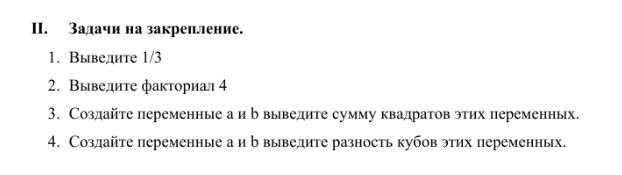 II. Задачи на закрепление.
1. Выведите 1/3
2. Выведите факториал 4
3. Создайте переменные a и b выведите сумму квадратов этих переменных.
4. Создайте переменные a и b выведите разность кубов этих переменных.